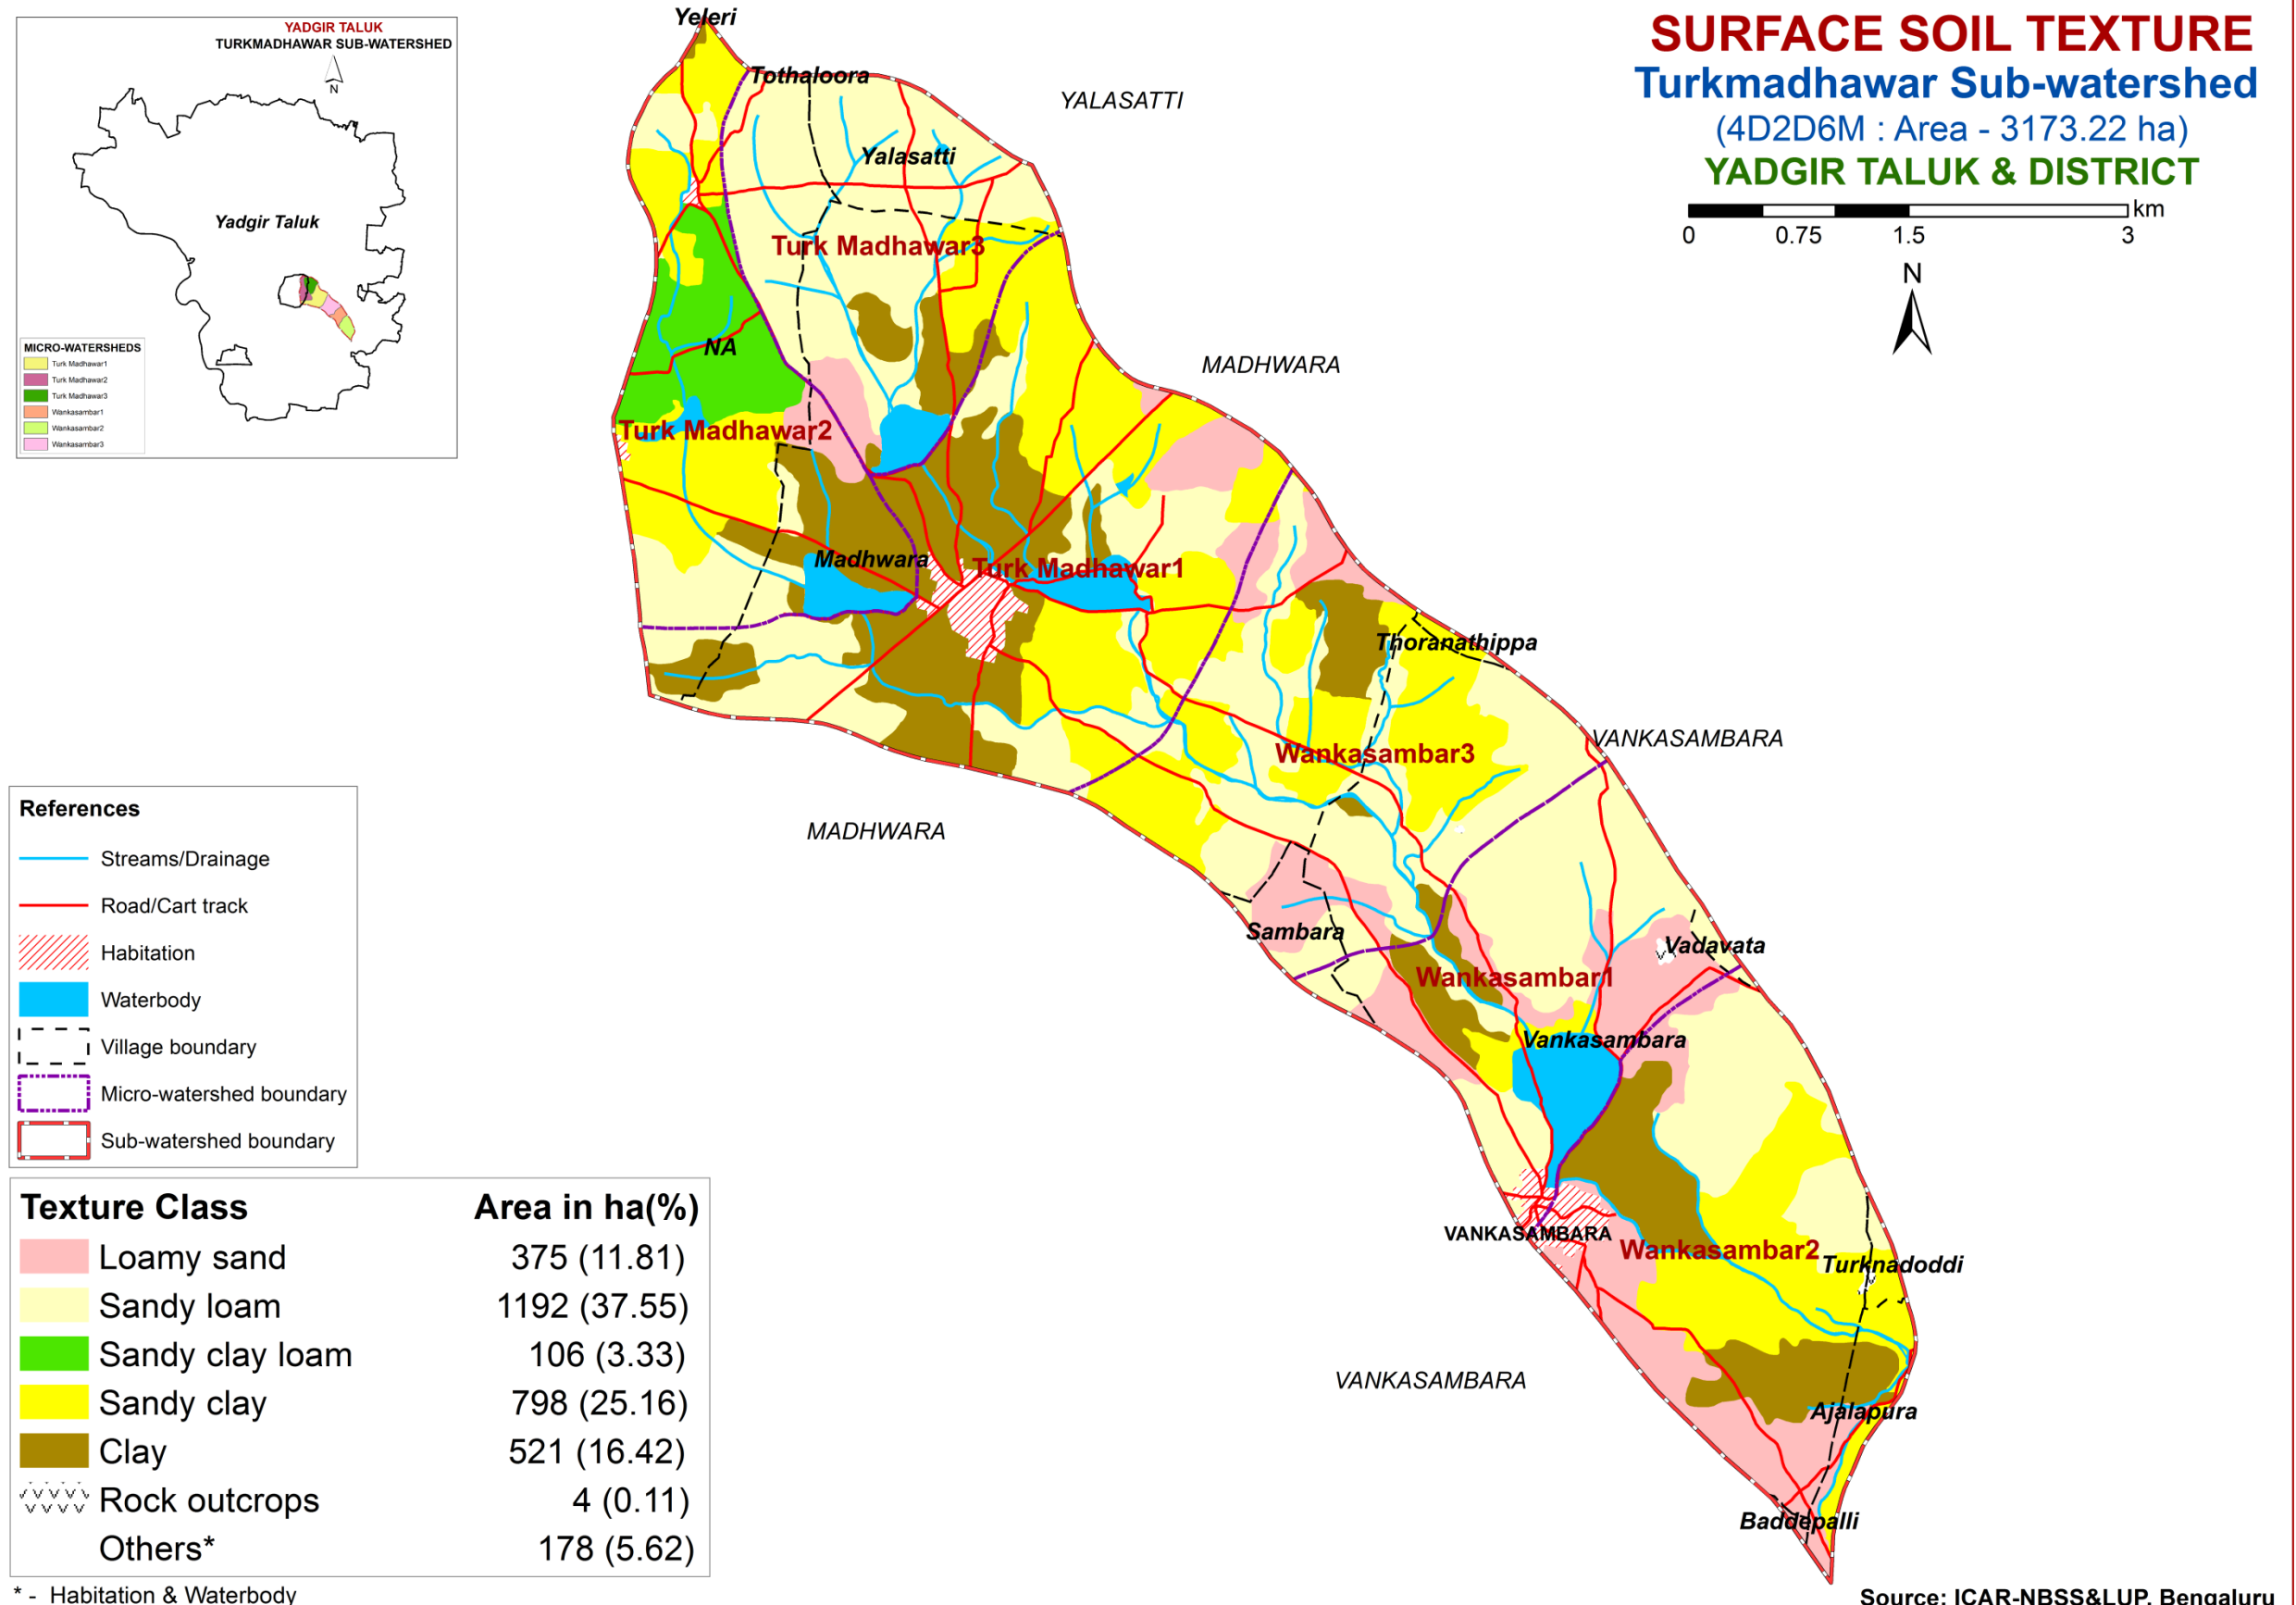 SURFACE SOIL TEXTURE
Turkmadhawar Sub-watershed
(4D2D6M : Area - 3173.22 ha)
YADGIR TALUK & DISTRICT
km
0 0.75 1.5 3
N
YADGIR TALUK
TURKMADHAWAR SUB-WATERSHED
N
Yadgir Taluk
MICRO-WATERSHEDS
Turk Madhawar1
Turk Madhawar2
Turk Madhawar3
Wankasambar1
Wankasambar2
Wankasambar3
Yeleri
Tothaloora
YALASATTI
Yalasatti
Turk Madhawar3
NA
MADHWARA
Turk Madhawar2
Madhwara
Turk Madhawar1
Thoranathippa
VANKASAMBARA
Wankasambar3
MADHWARA
Sambara
Vadavata
Wankasambar1
Vankasambara
VANKASAMBARA
Wankasambar2
Turknadoddi
VANKASAMBARA
Ajalapura
Baddepalli
References
Streams/Drainage
Road/Cart track
Habitation
Waterbody
Village boundary
Micro-watershed boundary
Sub-watershed boundary
Texture Class Area in ha(%)
Loamy sand 375 (11.81)
Sandy loam 1192 (37.55)
Sandy clay loam 106 (3.33)
Sandy clay 798 (25.16)
Clay 521 (16.42)
Rock outcrops 4 (0.11)
Others* 178 (5.62)
* - Habitation & Waterbody
Source: ICAR-NBSS&LUP, Bengaluru